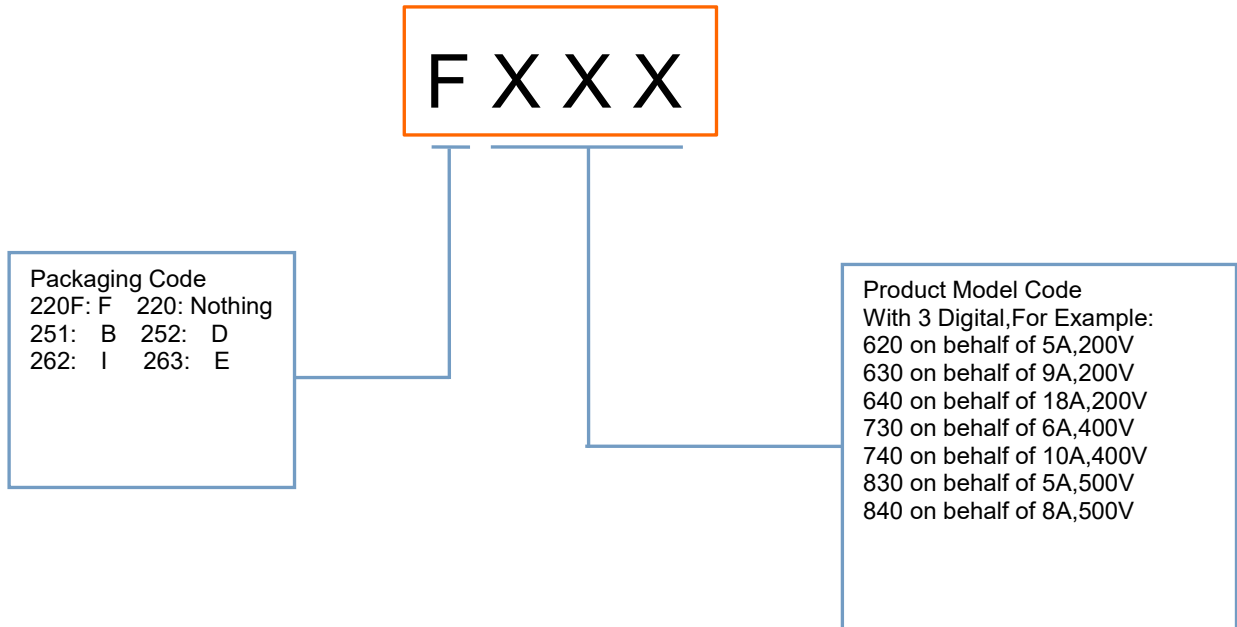 F X X X
Packaging Code
220F: F 220: Nothing
251: B 252: D
262: I 263: E
Product Model Code
With 3 Digital,For Example:
620 on behalf of 5A,200V
630 on behalf of 9A,200V
640 on behalf of 18A,200V
730 on behalf of 6A,400V
740 on behalf of 10A,400V
830 on behalf of 5A,500V
840 on behalf of 8A,500V